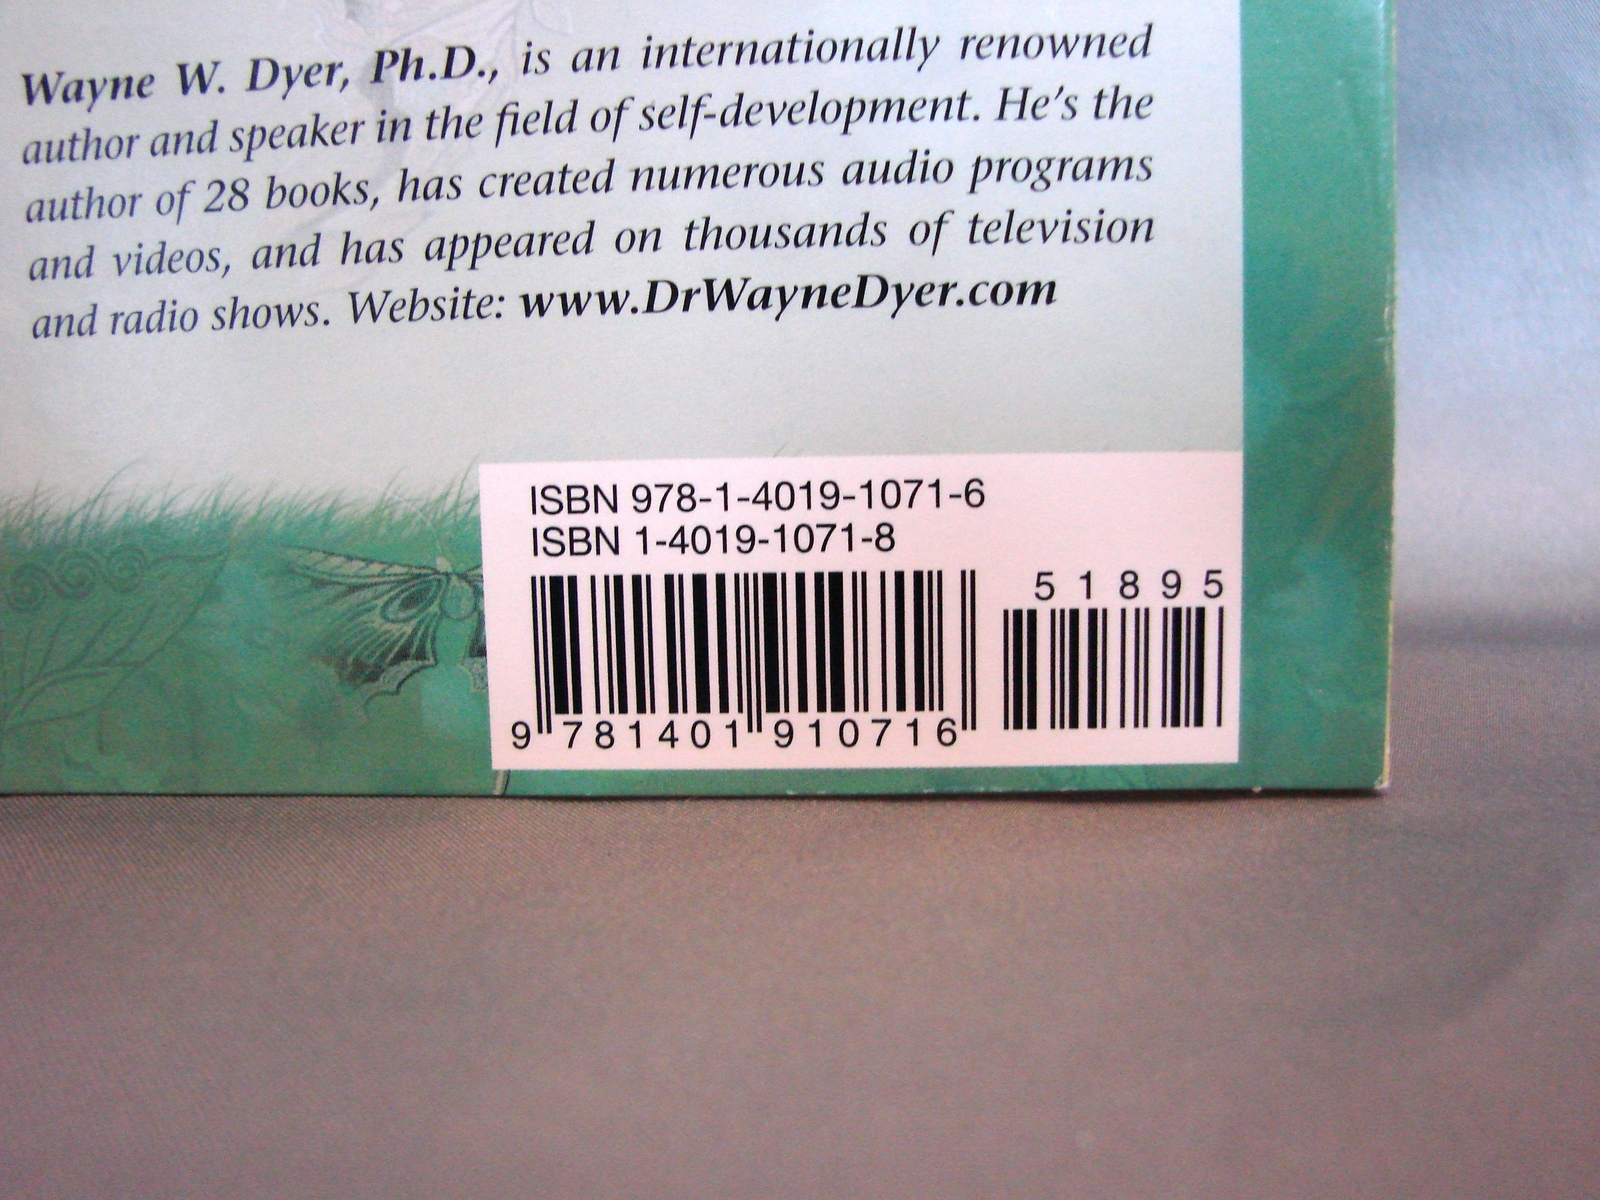 Wayne W. Dyer, Ph.D., is an internationally renowned
author and speaker in the field of self-development. He's the
author of 28 books, has created numerous audio programs
and videos, and has appeared on thousands of television
and radio shows. Website: www.DrWayneDyer.com
ISBN 978-1-4019-1071-6
ISBN 1-4019-1071-8
51895
9 781401 910716